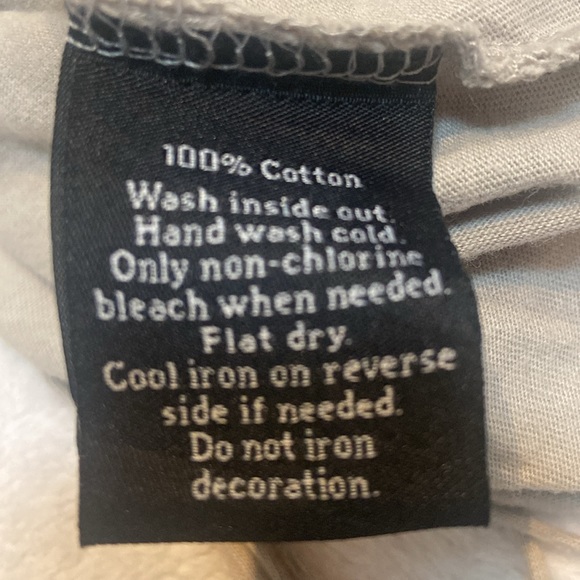 100% Cotton
Wash inside out.
Hand wash cold.
Only non-chlorine
bleach when needed.
Flat dry.
Cool iron on reverse
side if needed.
Do not iron
decoration.